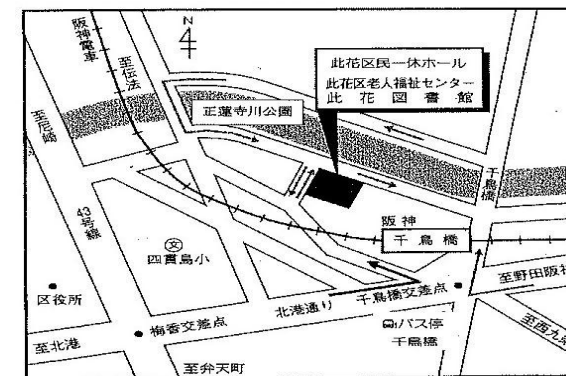 阪神電車
至伝法
N
此花区民一休ホール
此花区老人福祉センター
此花図書館
正蓮寺川公園
至尼崎
千鳥橋
43号線
阪神
千鳥橋
文
四貫島小
区役所
北港通り
千鳥橋交差点
至野田阪神
梅香交差点
バス停
千鳥橋
至北港
至西九条
至弁天町